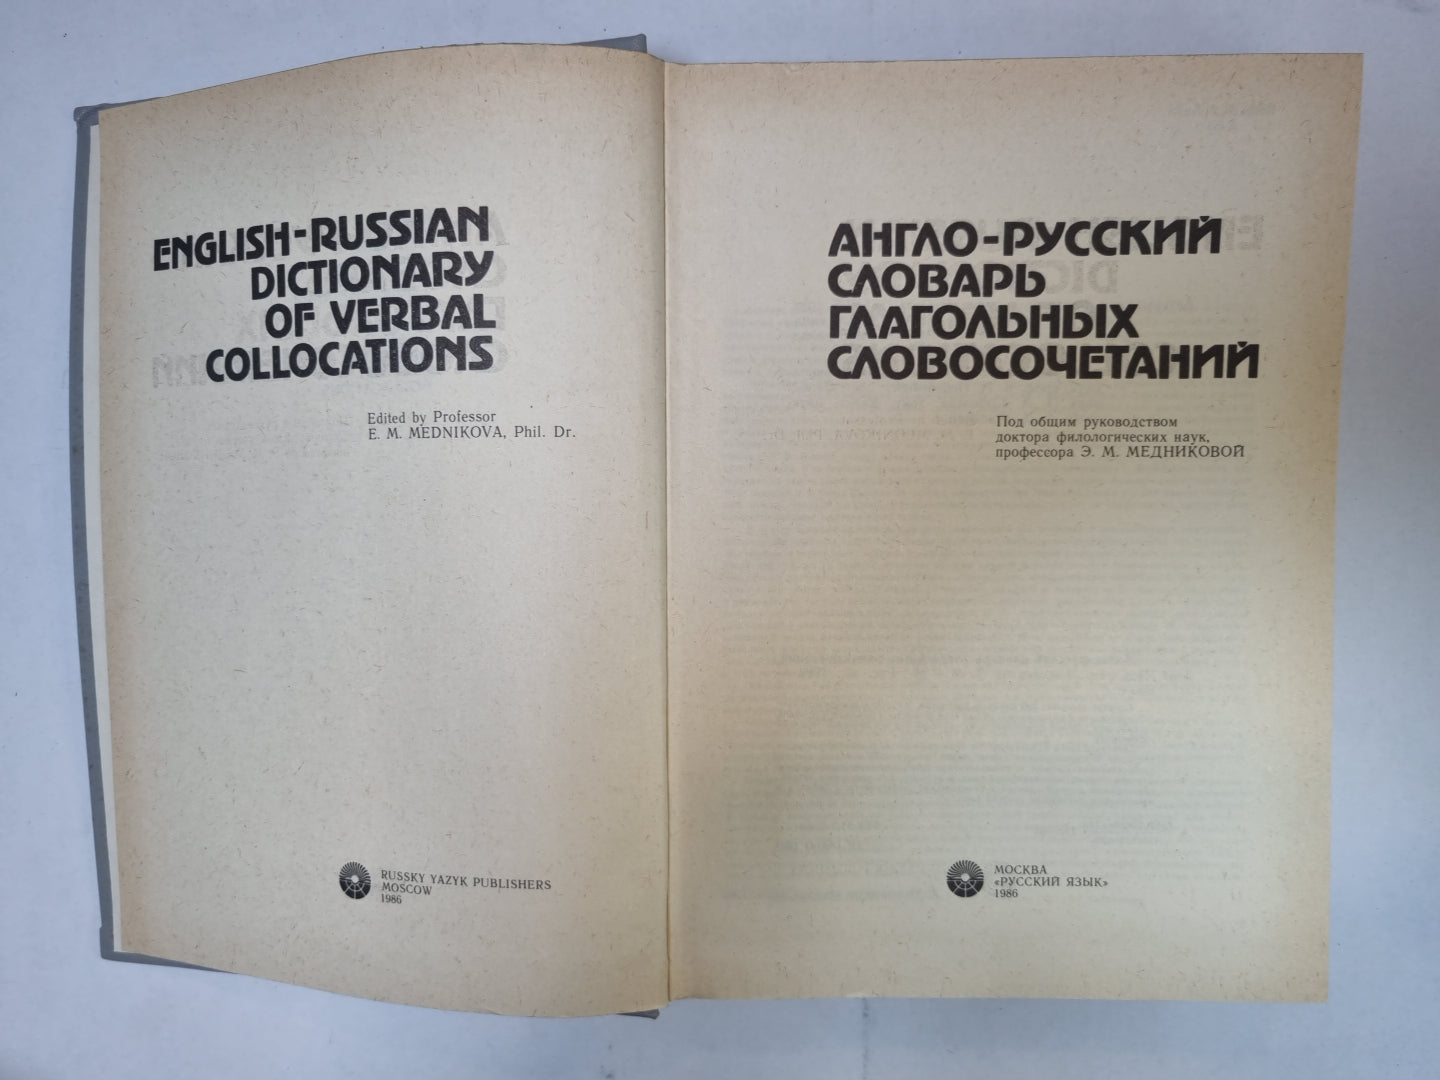 ENGLISH-RUSSIAN
DICTIONARY
OF VERBAL
COLLOCATIONS
Edited by Professor
E. M. MEDNIKOVA, Phil. Dr.
RUSSKY YAZYK PUBLISHERS
MOSCOW
1986
АНГЛО-РУССКИЙ
СЛОВАРЬ
ГЛАГОЛЬНЫХ
СЛОВОСОЧЕТАНИЙ
Под общим руководством
доктора филологических наук,
профессора Э. М. МЕДНИКОВОЙ
МОСКВА
«РУССКИЙ ЯЗЫК»
1986